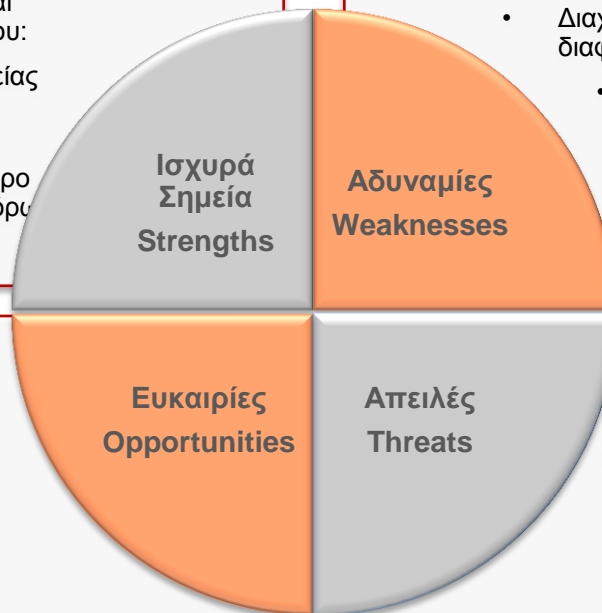 Ισχυρά
Σημεία
Strengths
Αδυναμίες
Weaknesses
Ευκαιρίες
Opportunities
Απειλές
Threats